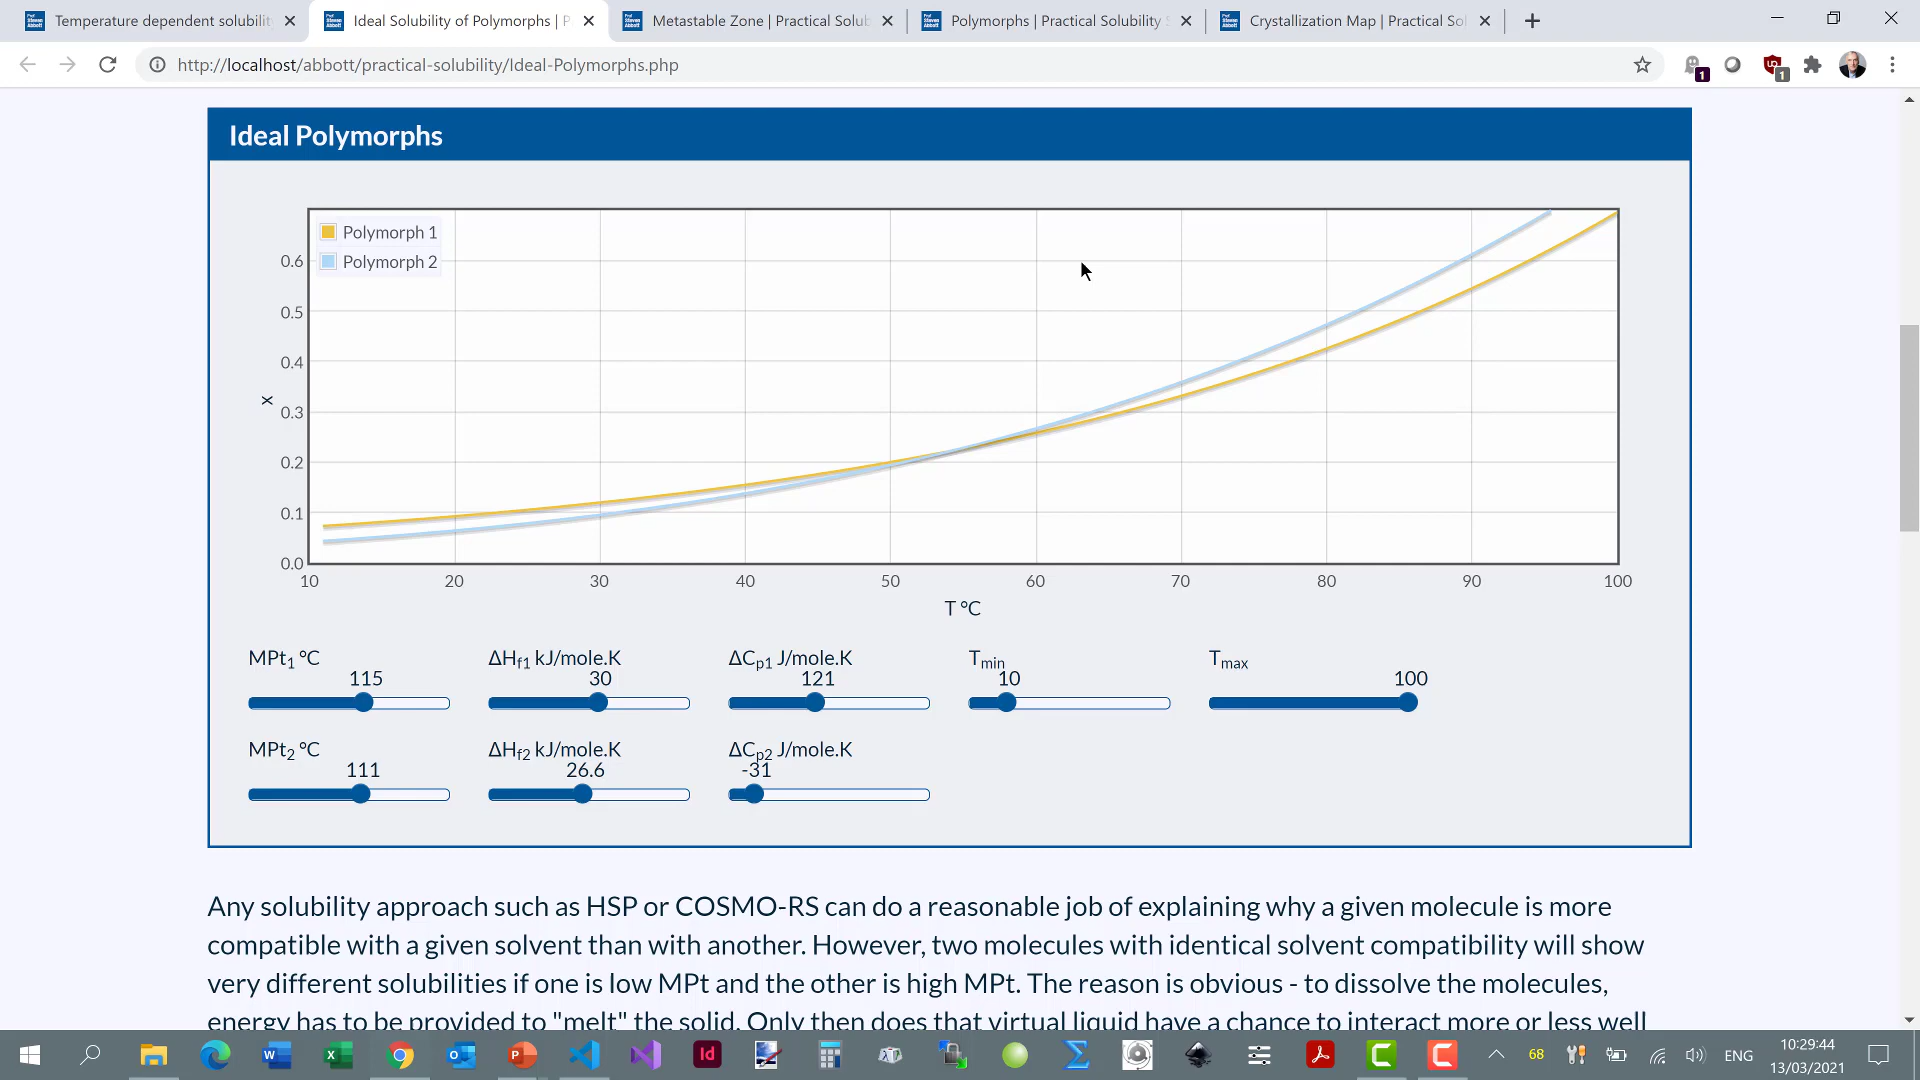 Temperature dependent solubilit
Ideal Solubility of Polymorphs | P
Metastable Zone | Practical Solub
Polymorphs | Practical Solubility S
Crystallization Map | Practical Sol
http://localhost/abbott/practical-solubility/Ideal-Polymorphs.php
1
1
Ideal Polymorphs
Polymorph 1
Polymorph 2
0.6
0.5
0.4
x
0.3
0.2
0.1
0.0
10 20 30 40 50 60 70 80 90 100
T ºC
MPt1 ºC ΔHf1 kJ/mole.K ΔCp1 J/mole.K Tmin Tmax
115 30 121 10 100
MPt2 ºC ΔHf2 kJ/mole.K ΔCp2 J/mole.K
111 26.6 -31
Any solubility approach such as HSP or COSMO-RS can do a reasonable job of explaining why a given molecule is more
compatible with a given solvent than with another. However, two molecules with identical solvent compatibility will show
very different solubilities if one is low MPt and the other is high MPt. The reason is obvious - to dissolve the molecules,
energy has to be provided to "melt" the solid. Only then does that virtual liquid have a chance to interact more or less well
68
ENG
10:29:44
13/03/2021